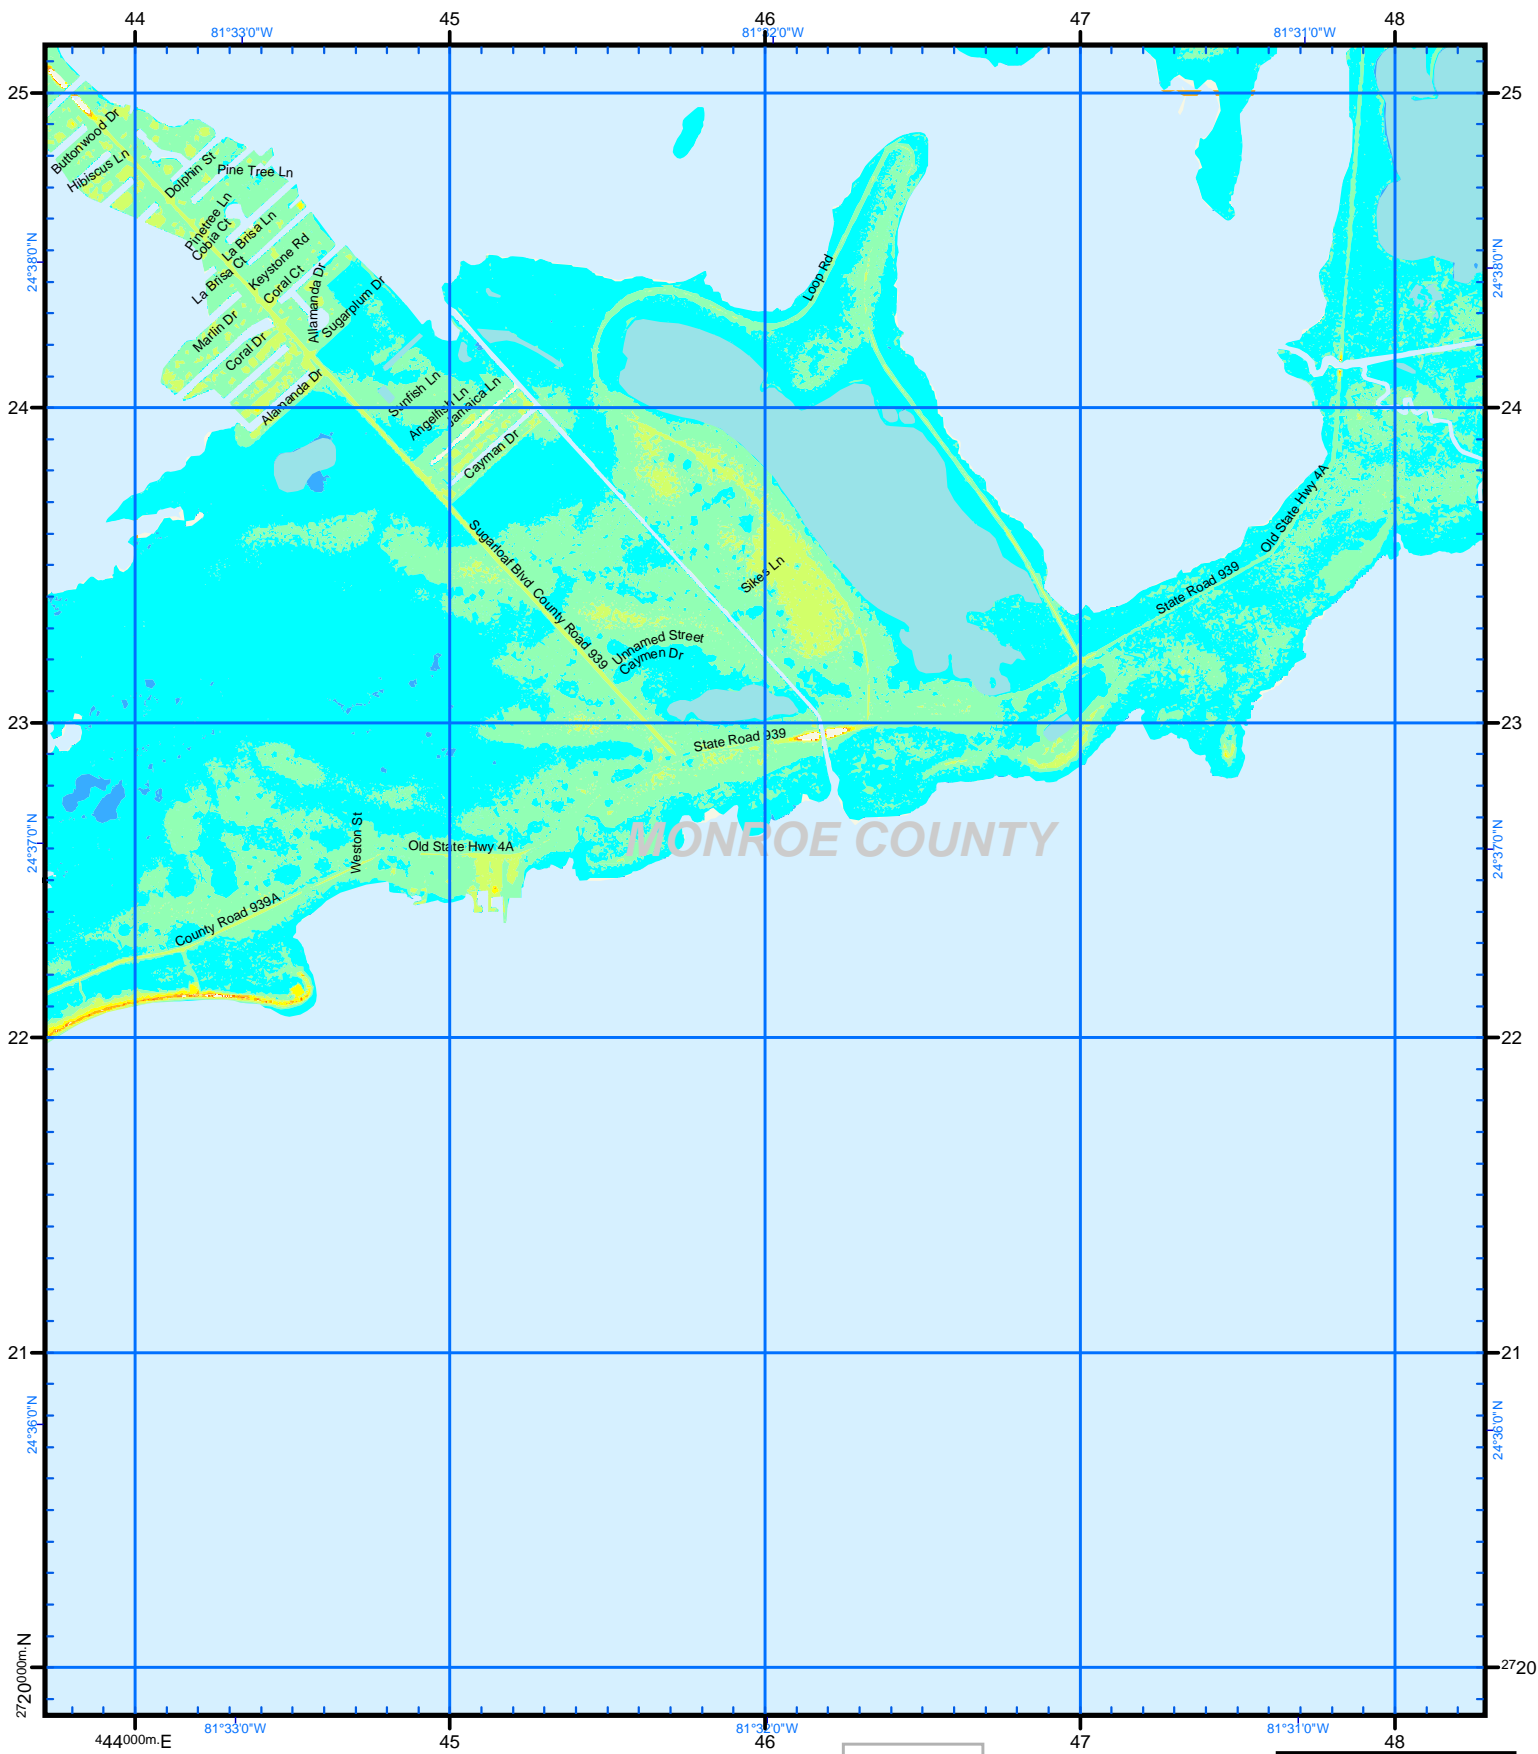 44 45 46 47 48
81°33'0"W 81°32'0"W 81°31'0"W
25 25
Buttonwood Dr
Hibiscus Ln
Dolphin St
Pine Tree Ln
Pinetree Ln
Cobia Ct
La Brisa Ln
La Brisa Ct
Keystone Rd
Coral Ct
Allamanda Dr
Sugarplum Dr
Loop Rd
24°38'0"N 24°38'0"N
Marlin Dr
Coral Dr
Alamanda Dr
Sunfish Ln
Angelfish Ln
Jamaica Ln
24 24
Cayman Dr
Sugarloaf Blvd County Road 939
Sikes Ln
Old State Hwy 4A
State Road 939
Unnamed Street
Caymen Dr
23 23
State Road 939
MONROE COUNTY
24°37'0"N 24°37'0"N
Weston St
Old State Hwy 4A
County Road 939A
22 22
21 21
24°36'0"N 24°36'0"N
2720000m.N 2720
81°33'0"W 81°32'0"W 81°31'0"W
444000m.E 45 46 47 48